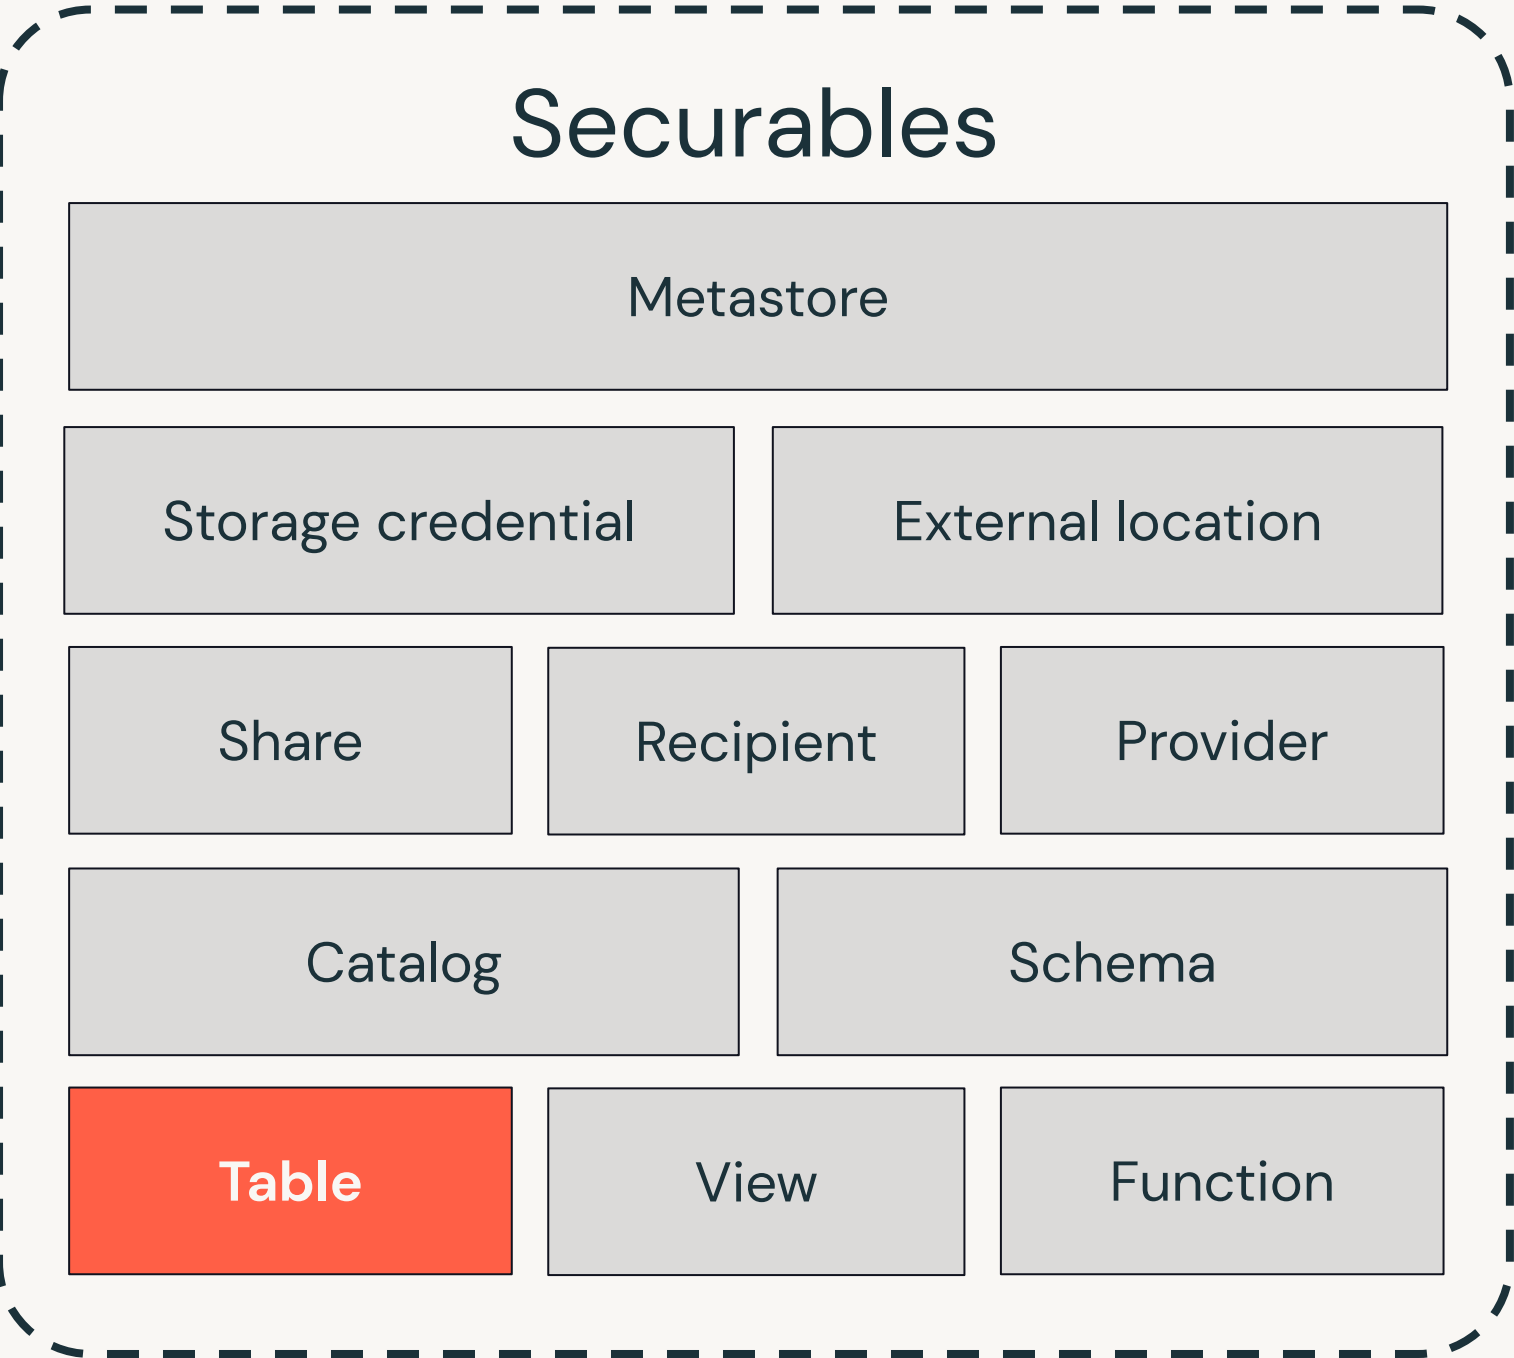 Securables
Metastore
Storage credential
External location
Share
Recipient
Provider
Catalog
Schema
Table
View
Function